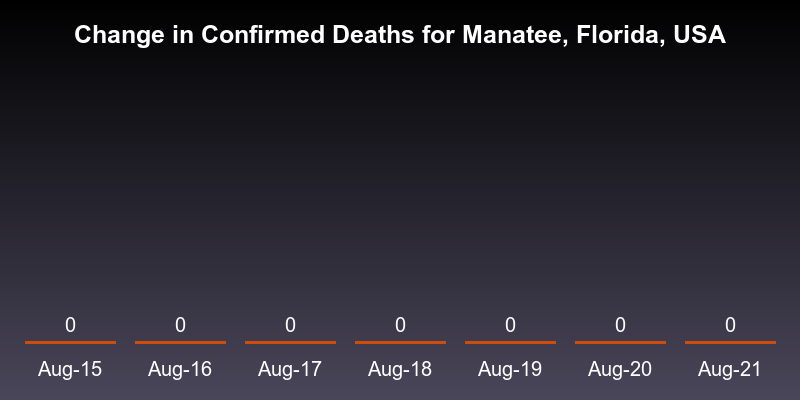 Change in Confirmed Deaths for Manatee, Florida, USA
0 0 0 0 0 0 0
Aug-15 Aug-16 Aug-17 Aug-18 Aug-19 Aug-20 Aug-21